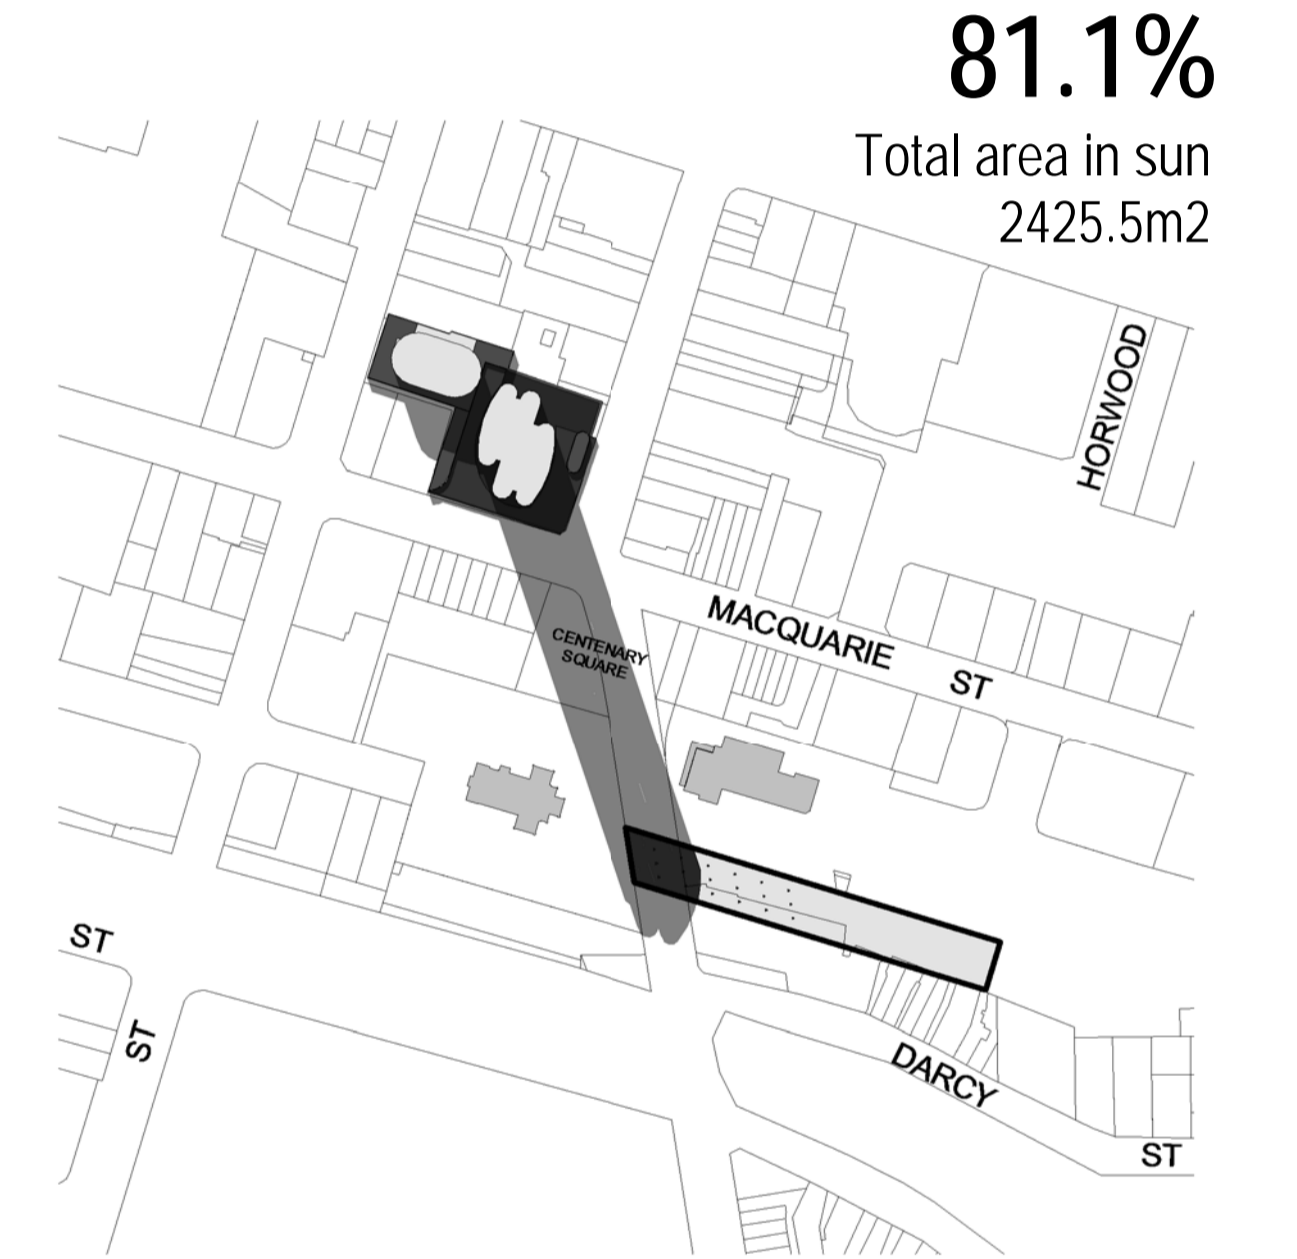 81.1%
Total area in sun
2425.5m2
HORWOOD
MACQUARIE
ST
CENTENARY
SQUARE
ST
ST
DARCY
ST